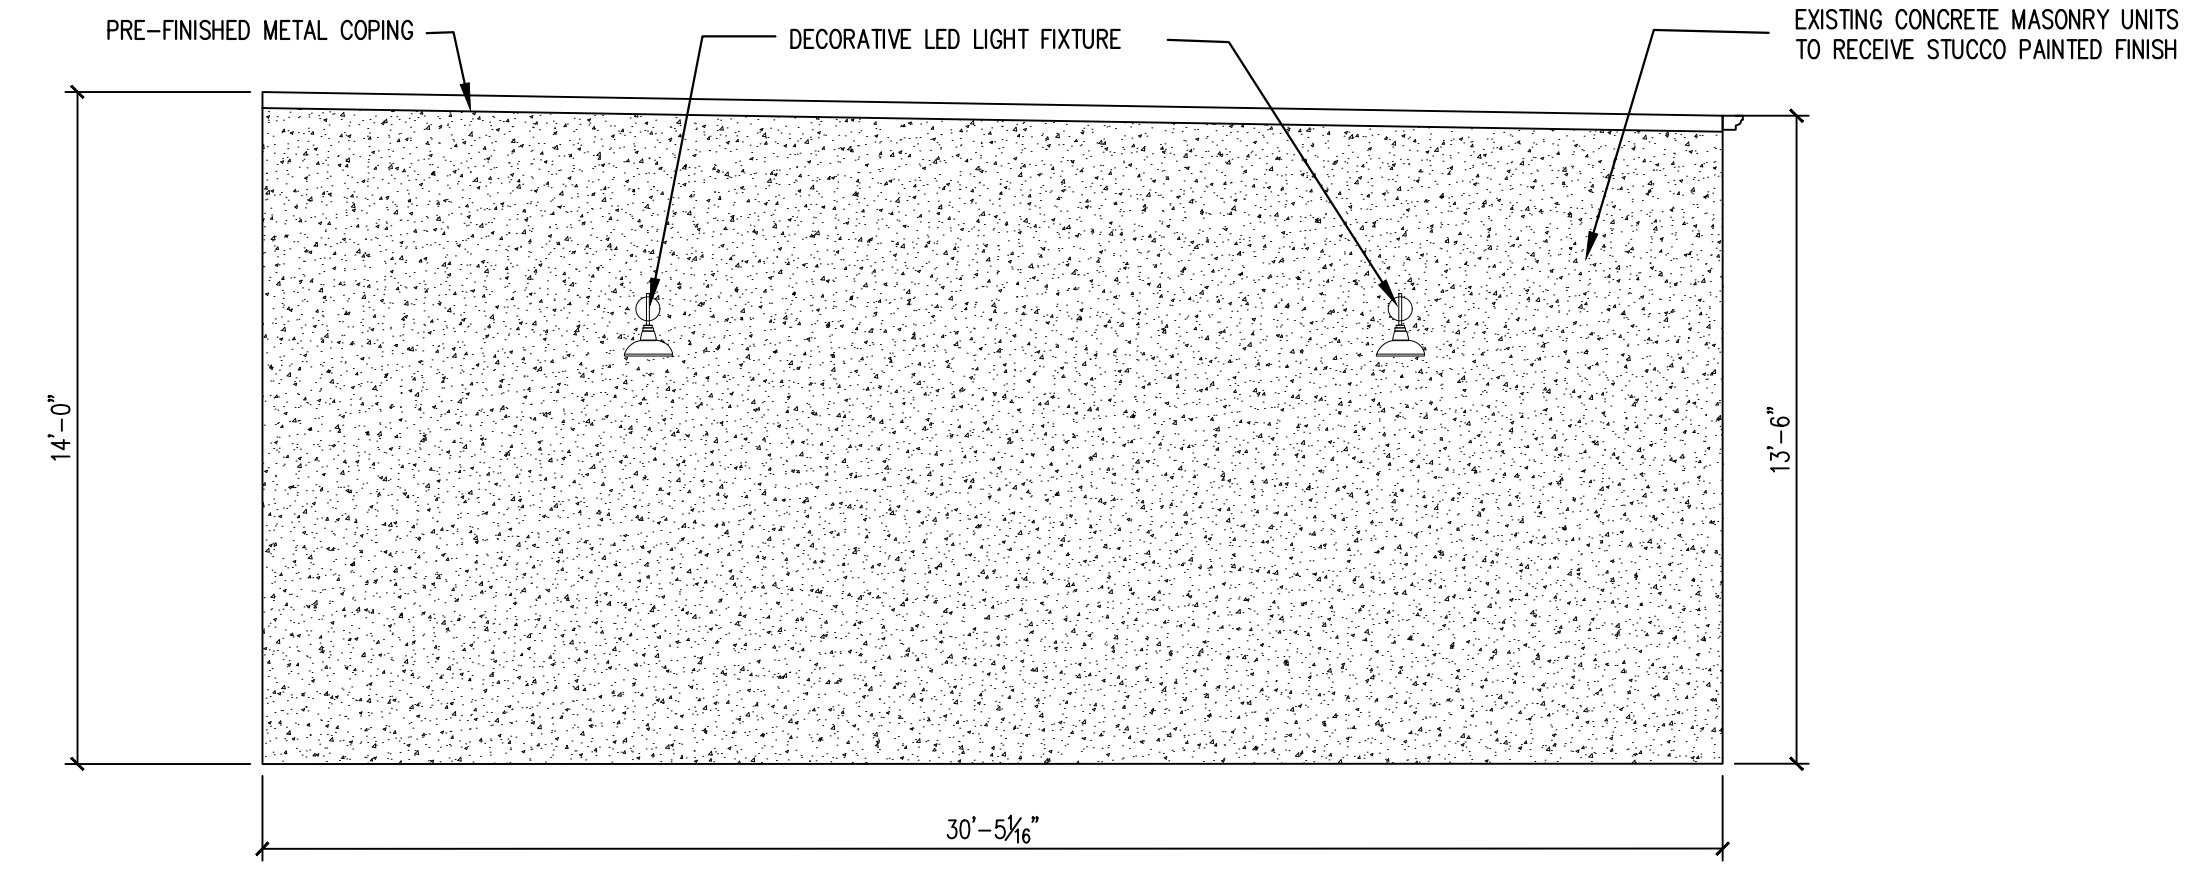 PRE-FINISHED METAL COPING
DECORATIVE LED LIGHT FIXTURE
EXISTING CONCRETE MASONRY UNITS
TO RECEIVE STUCCO PAINTED FINISH
14'-0"
13'-6"
30'-5 1/16"